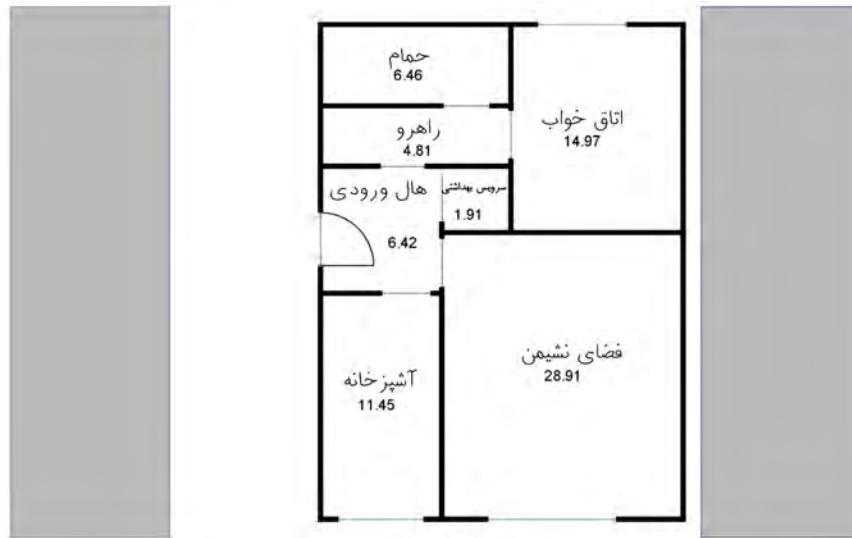 حمام
6.46
راهرو
4.81
اتاق خواب
14.97
هال ورودی
6.42
سرویس بهداشتی
1.91
فضای نشیمن
28.91
آشپزخانه
11.45